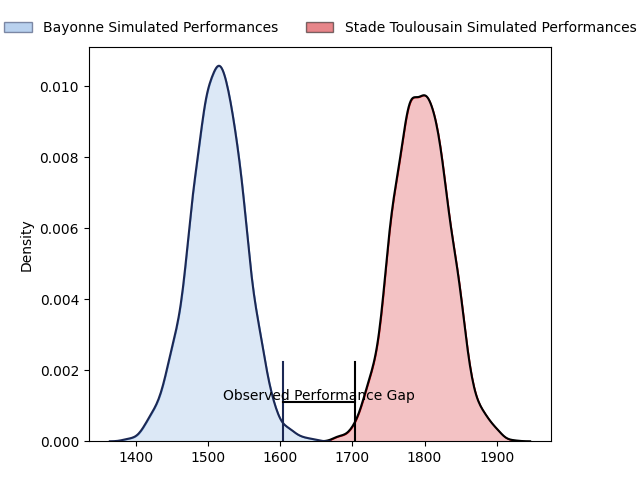 Bayonne Simulated Performances
Stade Toulousain Simulated Performances
0.010
0.008
0.006
0.004
0.002
0.000
Density
Observed Performance Gap
1400 1500 1600 1700 1800 1900